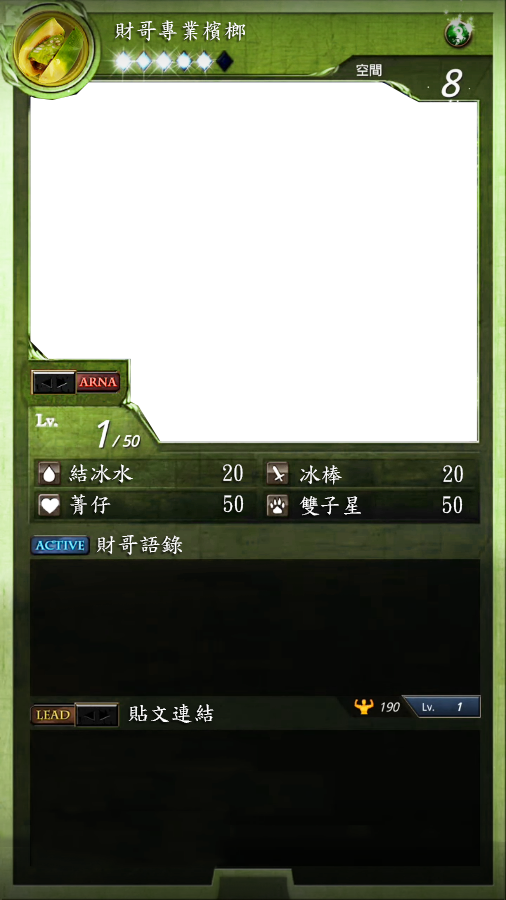 財哥專業檳榔
空間
8
ARNA
Lv.
1/50
結冰水 20 冰棒 20
菁仔 50 雙子星 50
ACTIVE 財哥語錄
LEAD 貼文連結 190 Lv. 1